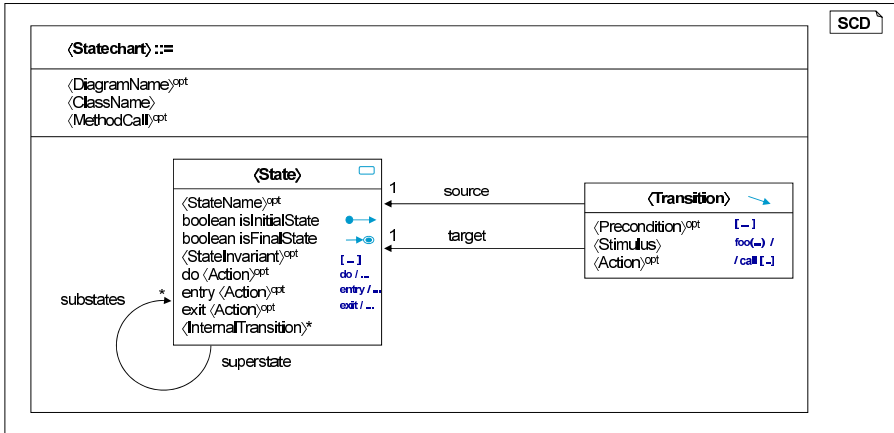 SCD
⟨Statechart⟩ ::=
⟨DiagramName⟩opt
⟨ClassName⟩
⟨MethodCall⟩opt
⟨State⟩
⟨StateName⟩opt
boolean isInitialState
boolean isFinalState
⟨StateInvariant⟩opt [ ... ]
do ⟨Action⟩opt do / ...
entry ⟨Action⟩opt entry / ...
exit ⟨Action⟩opt exit / ...
⟨InternalTransition⟩*
substates
*
superstate
1
source
1
target
⟨Transition⟩
⟨Precondition⟩opt [ ... ]
⟨Stimulus⟩ foo(...) /
⟨Action⟩opt / call [ ... ]